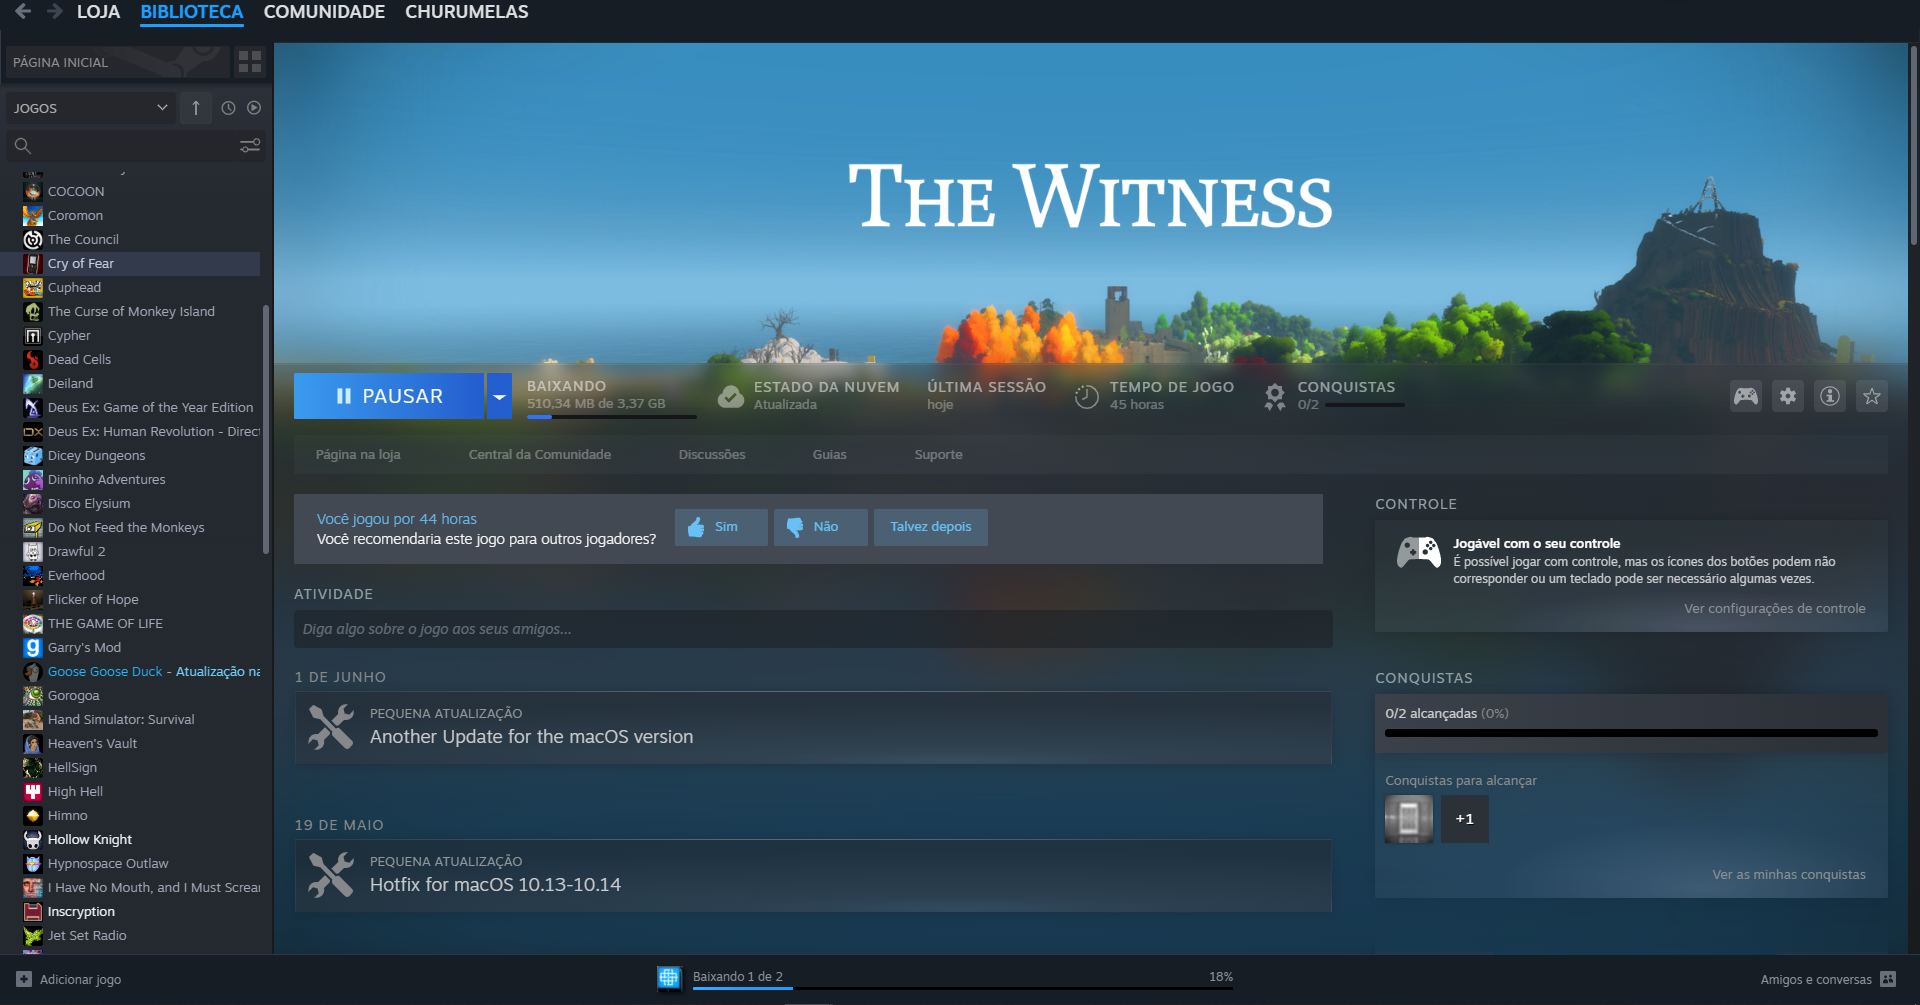 LOJA
BIBLIOTECA
COMUNIDADE
CHURUMELAS
PÁGINA INICIAL
JOGOS
COCOON
Coromon
The Council
Cry of Fear
Cuphead
The Curse of Monkey Island
Cypher
Dead Cells
Deiland
Deus Ex: Game of the Year Edition
Deus Ex: Human Revolution - Direct
Dicey Dungeons
Dininho Adventures
Disco Elysium
Do Not Feed the Monkeys
Drawful 2
Everhood
Flicker of Hope
THE GAME OF LIFE
Garry's Mod
Goose Goose Duck - Atualização na
Gorogoa
Hand Simulator: Survival
Heaven's Vault
HellSign
High Hell
Himno
Hollow Knight
Hypnospace Outlaw
I Have No Mouth, and I Must Screa
Inscryption
Jet Set Radio
Adicionar jogo
THE WITNESS
PAUSAR
BAIXANDO
510,34 MB de 3,37 GB
ESTADO DA NUVEM
Atualizada
ÚLTIMA SESSÃO
hoje
TEMPO DE JOGO
45 horas
CONQUISTAS
0/2
Página na loja
Central da Comunidade
Discussões
Guias
Suporte
Você jogou por 44 horas
Você recomendaria este jogo para outros jogadores?
Sim
Não
Talvez depois
ATIVIDADE
Diga algo sobre o jogo aos seus amigos...
1 DE JUNHO
PEQUENA ATUALIZAÇÃO
Another Update for the macOS version
19 DE MAIO
PEQUENA ATUALIZAÇÃO
Hotfix for macOS 10.13-10.14
CONTROLE
Jogável com o seu controle
É possível jogar com controle, mas os ícones dos botões podem não
corresponder ou um teclado pode ser necessário algumas vezes.
Ver configurações de controle
CONQUISTAS
0/2 alcançadas (0%)
Conquistas para alcançar
+1
Ver as minhas conquistas
Baixando 1 de 2
18%
Amigos e conversas